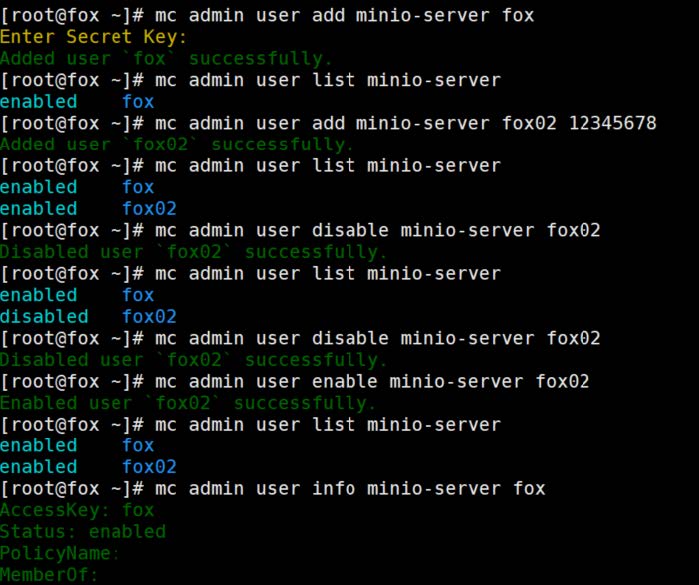 [root@fox ~]# mc admin user add minio-server fox
Enter Secret Key:
Added user `fox` successfully.
[root@fox ~]# mc admin user list minio-server
enabled    fox
[root@fox ~]# mc admin user add minio-server fox02 12345678
Added user `fox02` successfully.
[root@fox ~]# mc admin user list minio-server
enabled    fox
enabled    fox02
[root@fox ~]# mc admin user disable minio-server fox02
Disabled user `fox02` successfully.
[root@fox ~]# mc admin user list minio-server
enabled    fox
disabled   fox02
[root@fox ~]# mc admin user disable minio-server fox02
Disabled user `fox02` successfully.
[root@fox ~]# mc admin user enable minio-server fox02
Enabled user `fox02` successfully.
[root@fox ~]# mc admin user list minio-server
enabled    fox
enabled    fox02
[root@fox ~]# mc admin user info minio-server fox
AccessKey: fox
Status: enabled
PolicyName:
MemberOf: